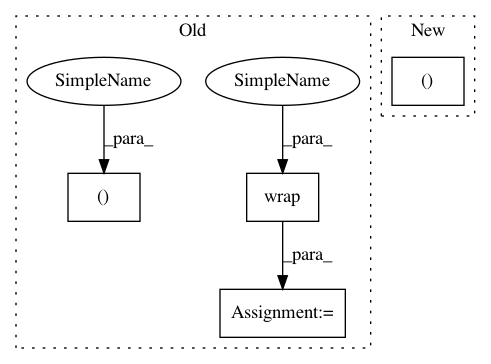 Old
New
SimpleName
SimpleName
()
_para_
_para_
()
wrap
_para_
Assignment:=